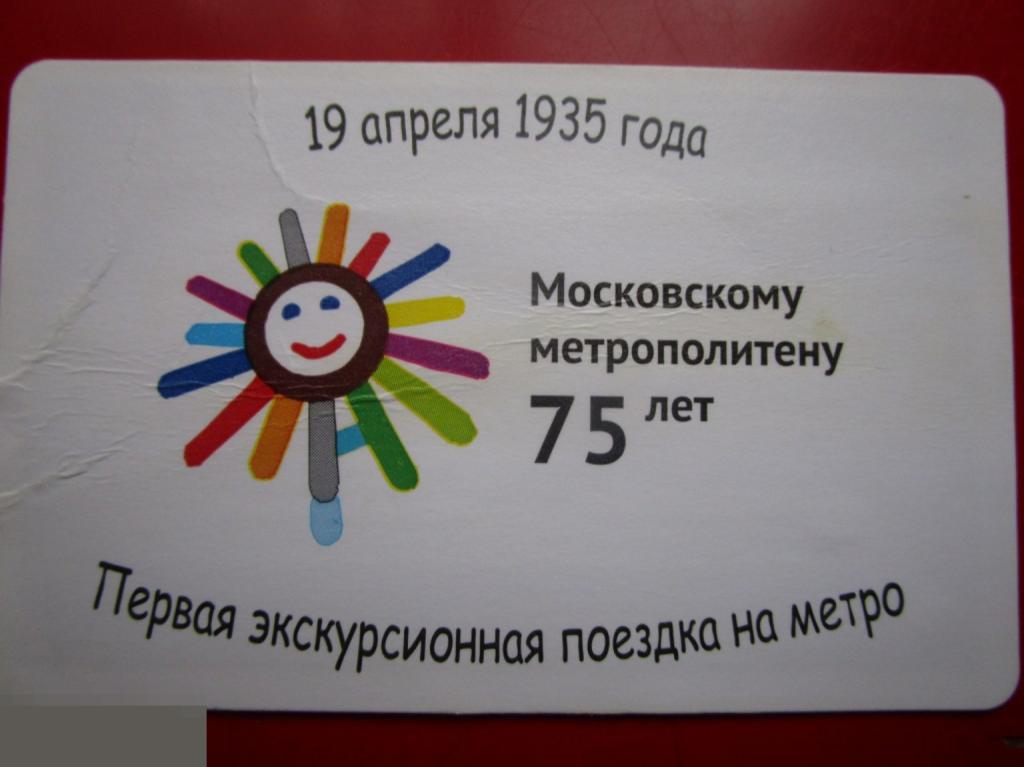 19 апреля 1935 года
Московскому
метрополитену
75 лет
Первая экскурсионная поездка на метро